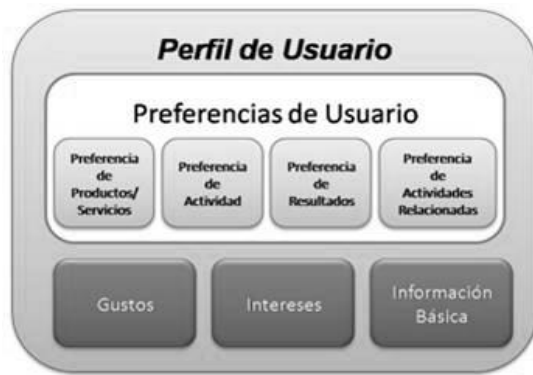 Perfil de Usuario
Preferencias de Usuario
Preferencia
de
Productos/
Servicios
Preferencia
de
Actividad
Preferencia
de
Resultados
Preferencia
de
Actividades
Relacionadas
Gustos
Intereses
Información
Básica